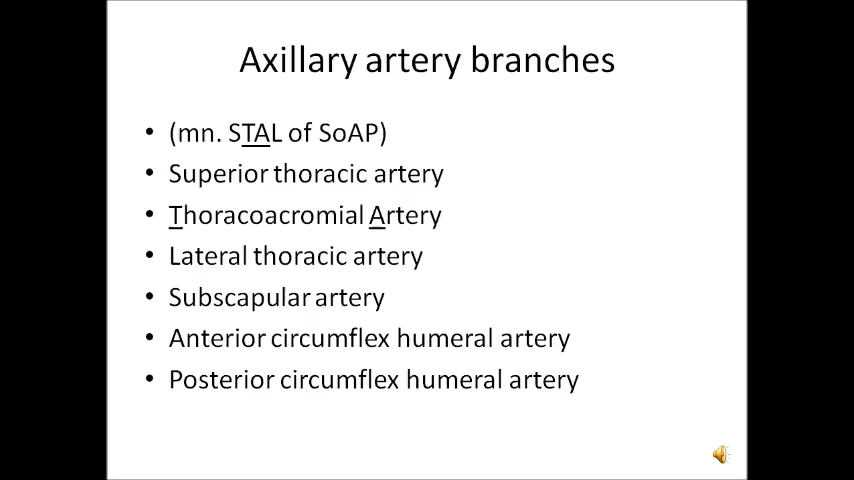 Axillary artery branches
• (mn. STAL of SoAP)
• Superior thoracic artery
• Thoracoacromial Artery
• Lateral thoracic artery
• Subscapular artery
• Anterior circumflex humeral artery
• Posterior circumflex humeral artery